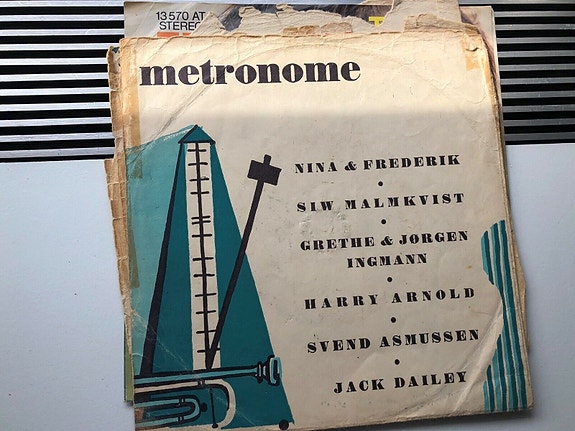 13 570 AT
STEREO
metronome
NINA & FREDERIK
•
SIW MALMKVIST
•
GRETHE & JØRGEN
INGMANN
•
HARRY ARNOLD
•
SVEND ASMUSSEN
•
JACK DAILEY